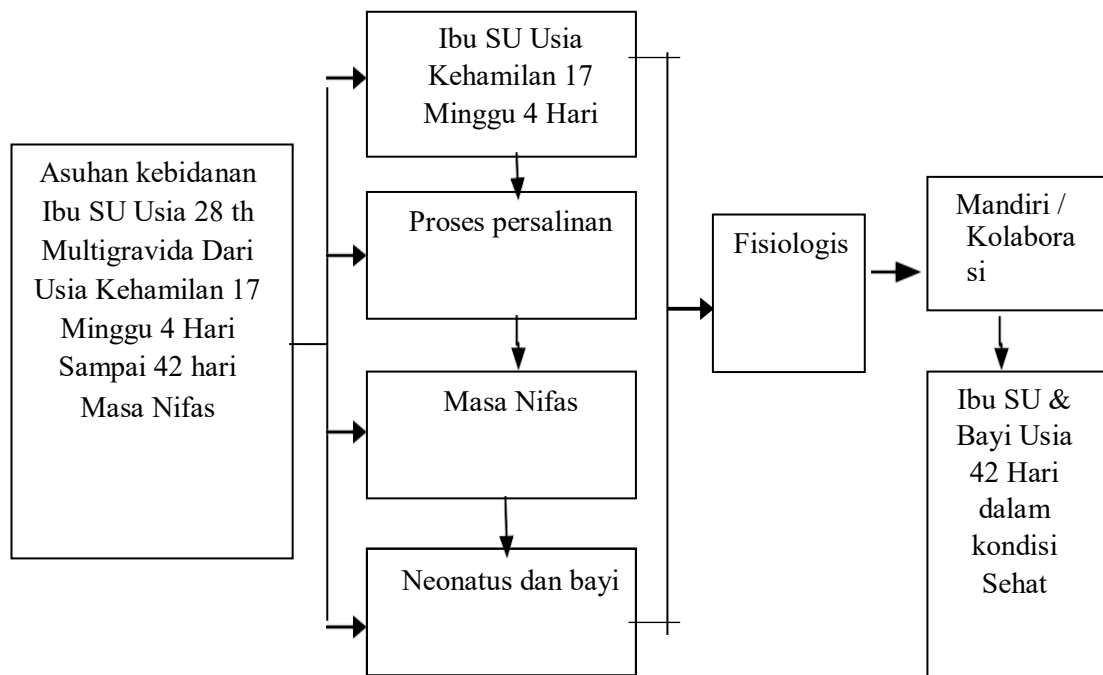 Asuhan kebidanan
Ibu SU Usia 28 th
Multigravida Dari
Usia Kehamilan 17
Minggu 4 Hari
Sampai 42 hari
Masa Nifas
Ibu SU Usia
Kehamilan 17
Minggu 4 Hari
Proses persalinan
Masa Nifas
Neonatus dan bayi
Fisiologis
Mandiri /
Kolabora
si
Ibu SU &
Bayi Usia
42 Hari
dalam
kondisi
Sehat